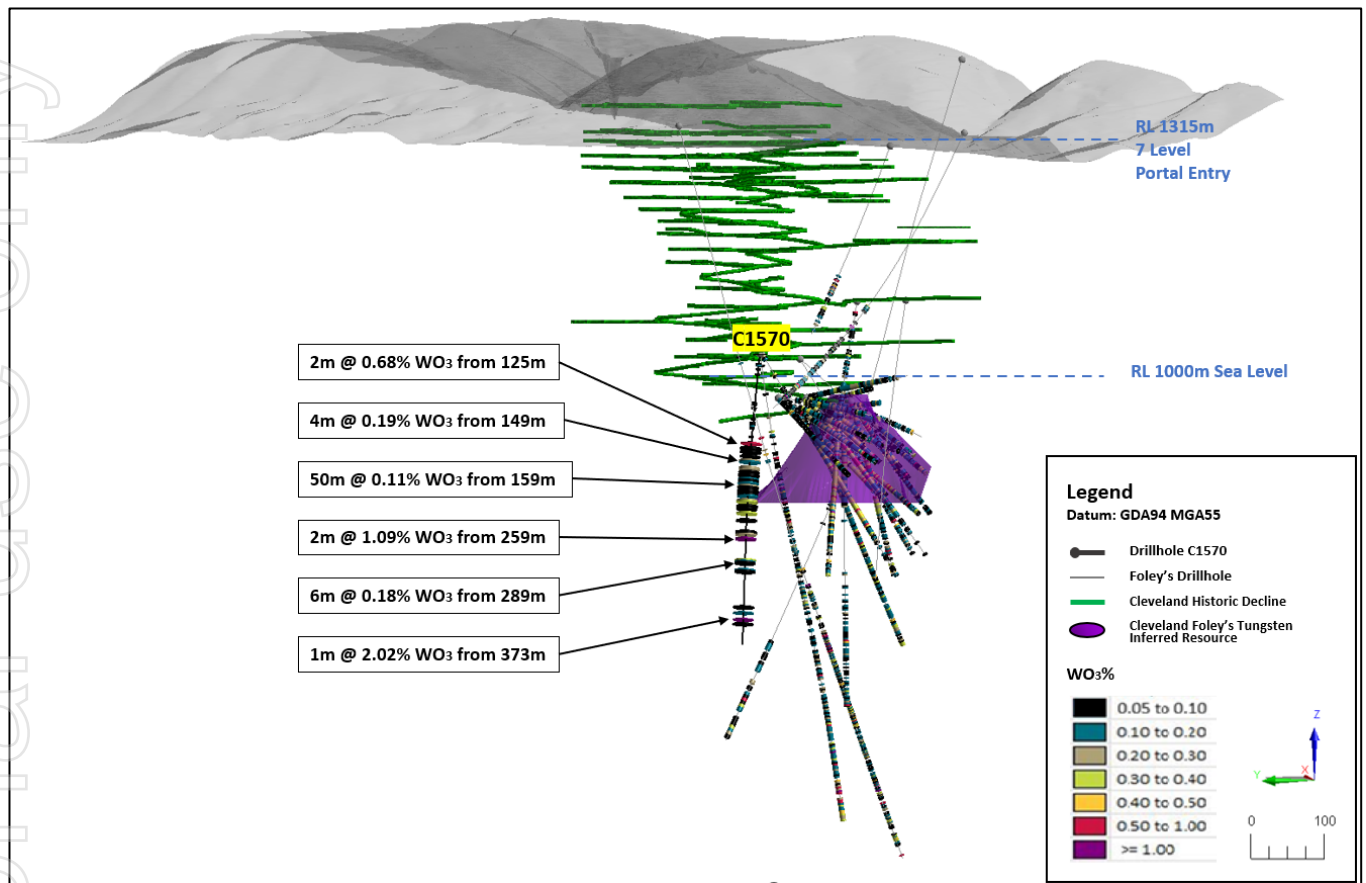 RL 1315m
7 Level
Portal Entry
C1570
RL 1000m Sea Level
2m @ 0.68% WO₃ from 125m
4m @ 0.19% WO₃ from 149m
50m @ 0.11% WO₃ from 159m
2m @ 1.09% WO₃ from 259m
6m @ 0.18% WO₃ from 289m
1m @ 2.02% WO₃ from 373m
Legend
Datum: GDA94 MGA55
Drillhole C1570
Foley's Drillhole
Cleveland Historic Decline
Cleveland Foley's Tungsten
Inferred Resource
WO₃%
0.05 to 0.10
0.10 to 0.20
0.20 to 0.30
0.30 to 0.40
0.40 to 0.50
0.50 to 1.00
>= 1.00
Z
Y
X
0 100